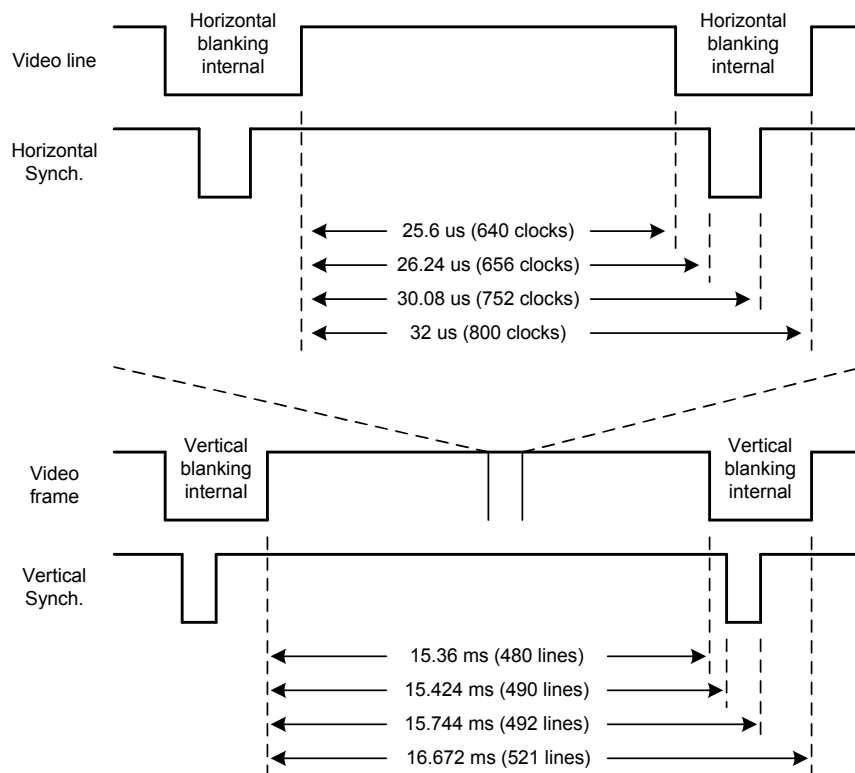 Horizontal
blanking
internal
Horizontal
blanking
internal
Video line
Horizontal
Synch.
25.6 us (640 clocks)
26.24 us (656 clocks)
30.08 us (752 clocks)
32 us (800 clocks)
Vertical
blanking
internal
Vertical
blanking
internal
Video
frame
Vertical
Synch.
15.36 ms (480 lines)
15.424 ms (490 lines)
15.744 ms (492 lines)
16.672 ms (521 lines)